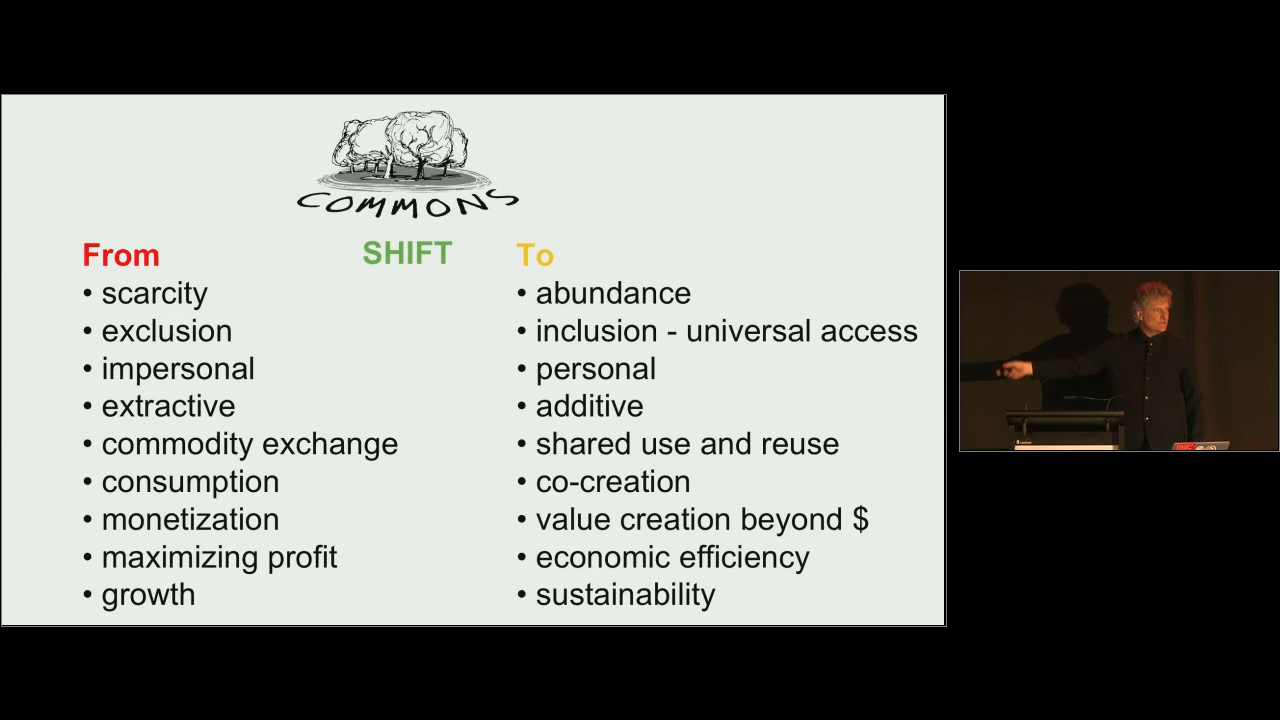 COMMONS
From
SHIFT
To
• scarcity
• exclusion
• impersonal
• extractive
• commodity exchange
• consumption
• monetization
• maximizing profit
• growth
• abundance
• inclusion - universal access
• personal
• additive
• shared use and reuse
• co-creation
• value creation beyond $
• economic efficiency
• sustainability